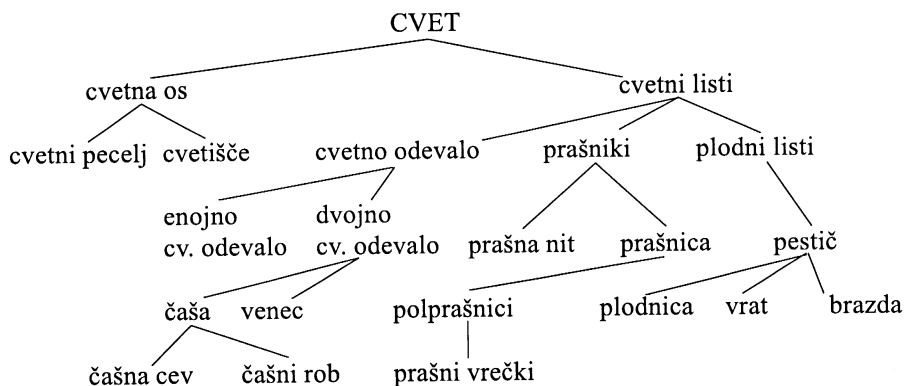 CVET
cvetna os
cvetni listi
cvetni pecelj
cvetišče
cvetno odevalo
prašniki
plodni listi
enojno
cv. odevalo
dvojno
cv. odevalo
prašna nit
prašnica
pestič
čaša
venec
polprašnici
plodnica
vrat
brazda
čašna cev
čašni rob
prašni vrečki